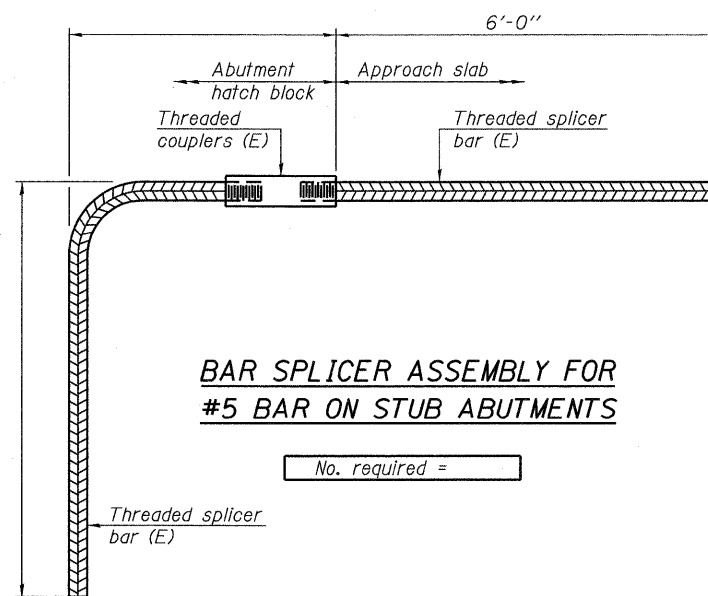 6'-0"
Abutment
hatch block
Approach slab
Threaded
couplers (E)
Threaded splicer
bar (E)
BAR SPLICER ASSEMBLY FOR
#5 BAR ON STUB ABUTMENTS
No. required =
Threaded splicer
bar (E)